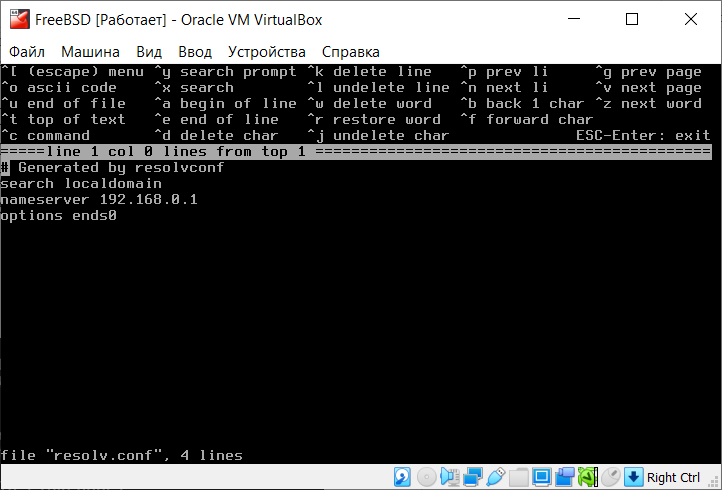 FreeBSD [Работает] - Oracle VM VirtualBox
Файл Машина Вид Ввод Устройства Справка
^[ (escape) menu ^y search prompt ^k delete line ^p prev li ^g prev page
^o ascii code ^x search ^l undelete line ^n next li ^v next page
^u end of file ^a begin of line ^w delete word ^b back 1 char ^z next word
^t top of text ^e end of line ^r restore word ^f forward char
^c command ^d delete char ^j undelete char ESC-Enter: exit
=====line 1 col 0 lines from top 1 ============================================
# Generated by resolvconf
search localdomain
nameserver 192.168.0.1
options ends0
file "resolv.conf", 4 lines
Right Ctrl